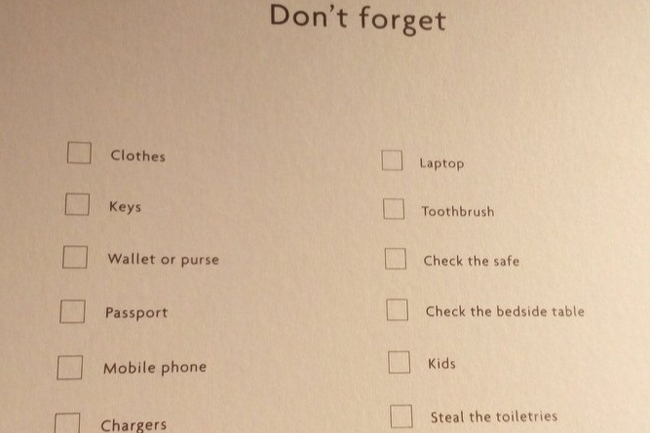 Don't forget
Clothes
Keys
Wallet or purse
Passport
Mobile phone
Chargers
Laptop
Toothbrush
Check the safe
Check the bedside table
Kids
Steal the toiletries